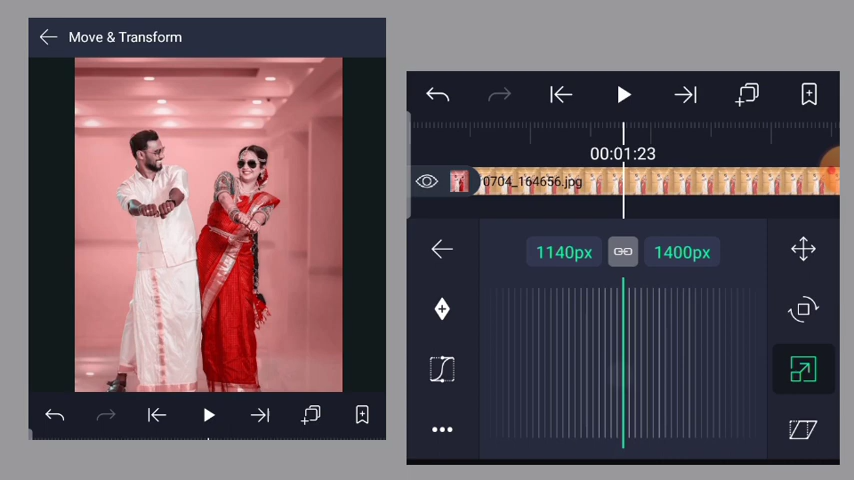 Move & Transform
00:01:23
0704_164656.jpg
1140px
1400px